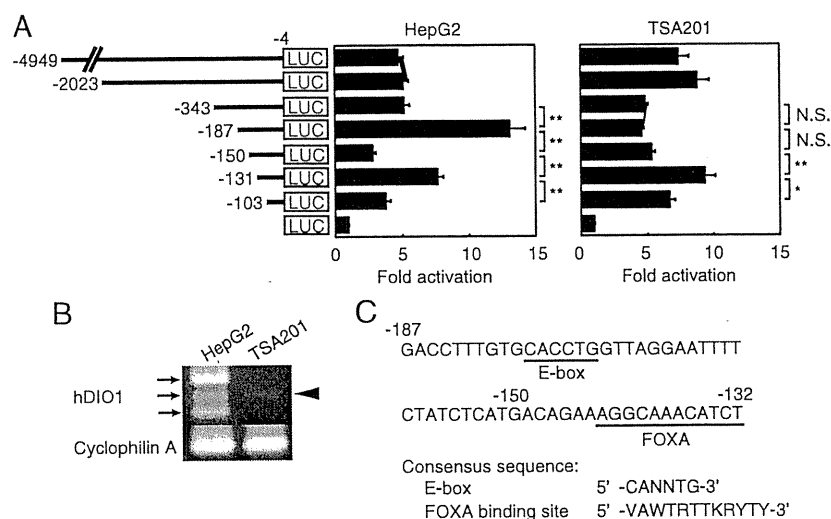 A
HepG2
TSA201
-4
-4949
LUC
-2023
LUC
-343
LUC
**
N.S.
-187
LUC
**
N.S.
-150
LUC
**
**
-131
LUC
**
*
-103
LUC
LUC
0 5 10 15
0 5 10 15
Fold activation
Fold activation
B
HepG2
TSA201
hDIO1
Cyclophilin A
C
-187
GACCTTTGTGCACCTGGTTAGGAATTTT
E-box
-150 -132
CTATCTCATGACAGAAAGGCAAACATCT
FOXA
Consensus sequence:
E-box 5' -CANNTG-3'
FOXA binding site 5' -VAWTRTTKRYTY-3'